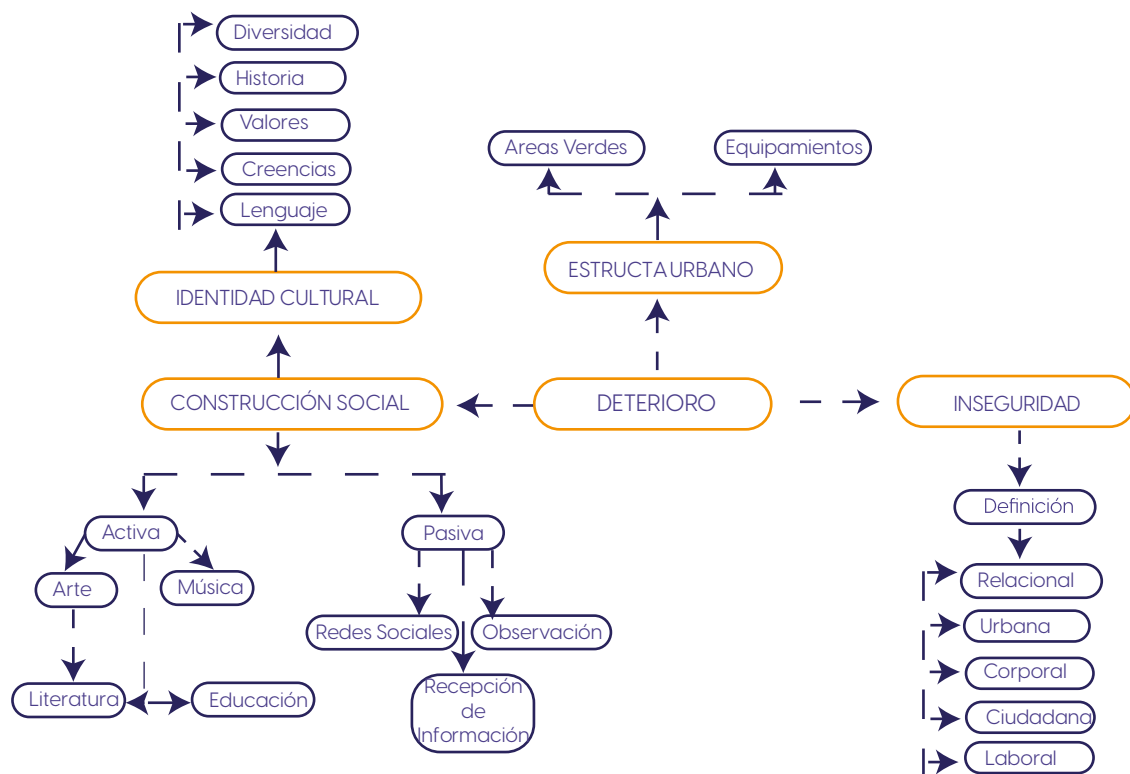 Diversidad
Historia
Valores
Creencias
Lenguaje
IDENTIDAD CULTURAL
Areas Verdes
Equipamientos
ESTRUCTA URBANO
CONSTRUCCIÓN SOCIAL
DETERIORO
INSEGURIDAD
Activa
Arte
Música
Literatura
Educación
Pasiva
Redes Sociales
Observación
Recepción
de
Información
Definición
Relacional
Urbana
Corporal
Ciudadana
Laboral